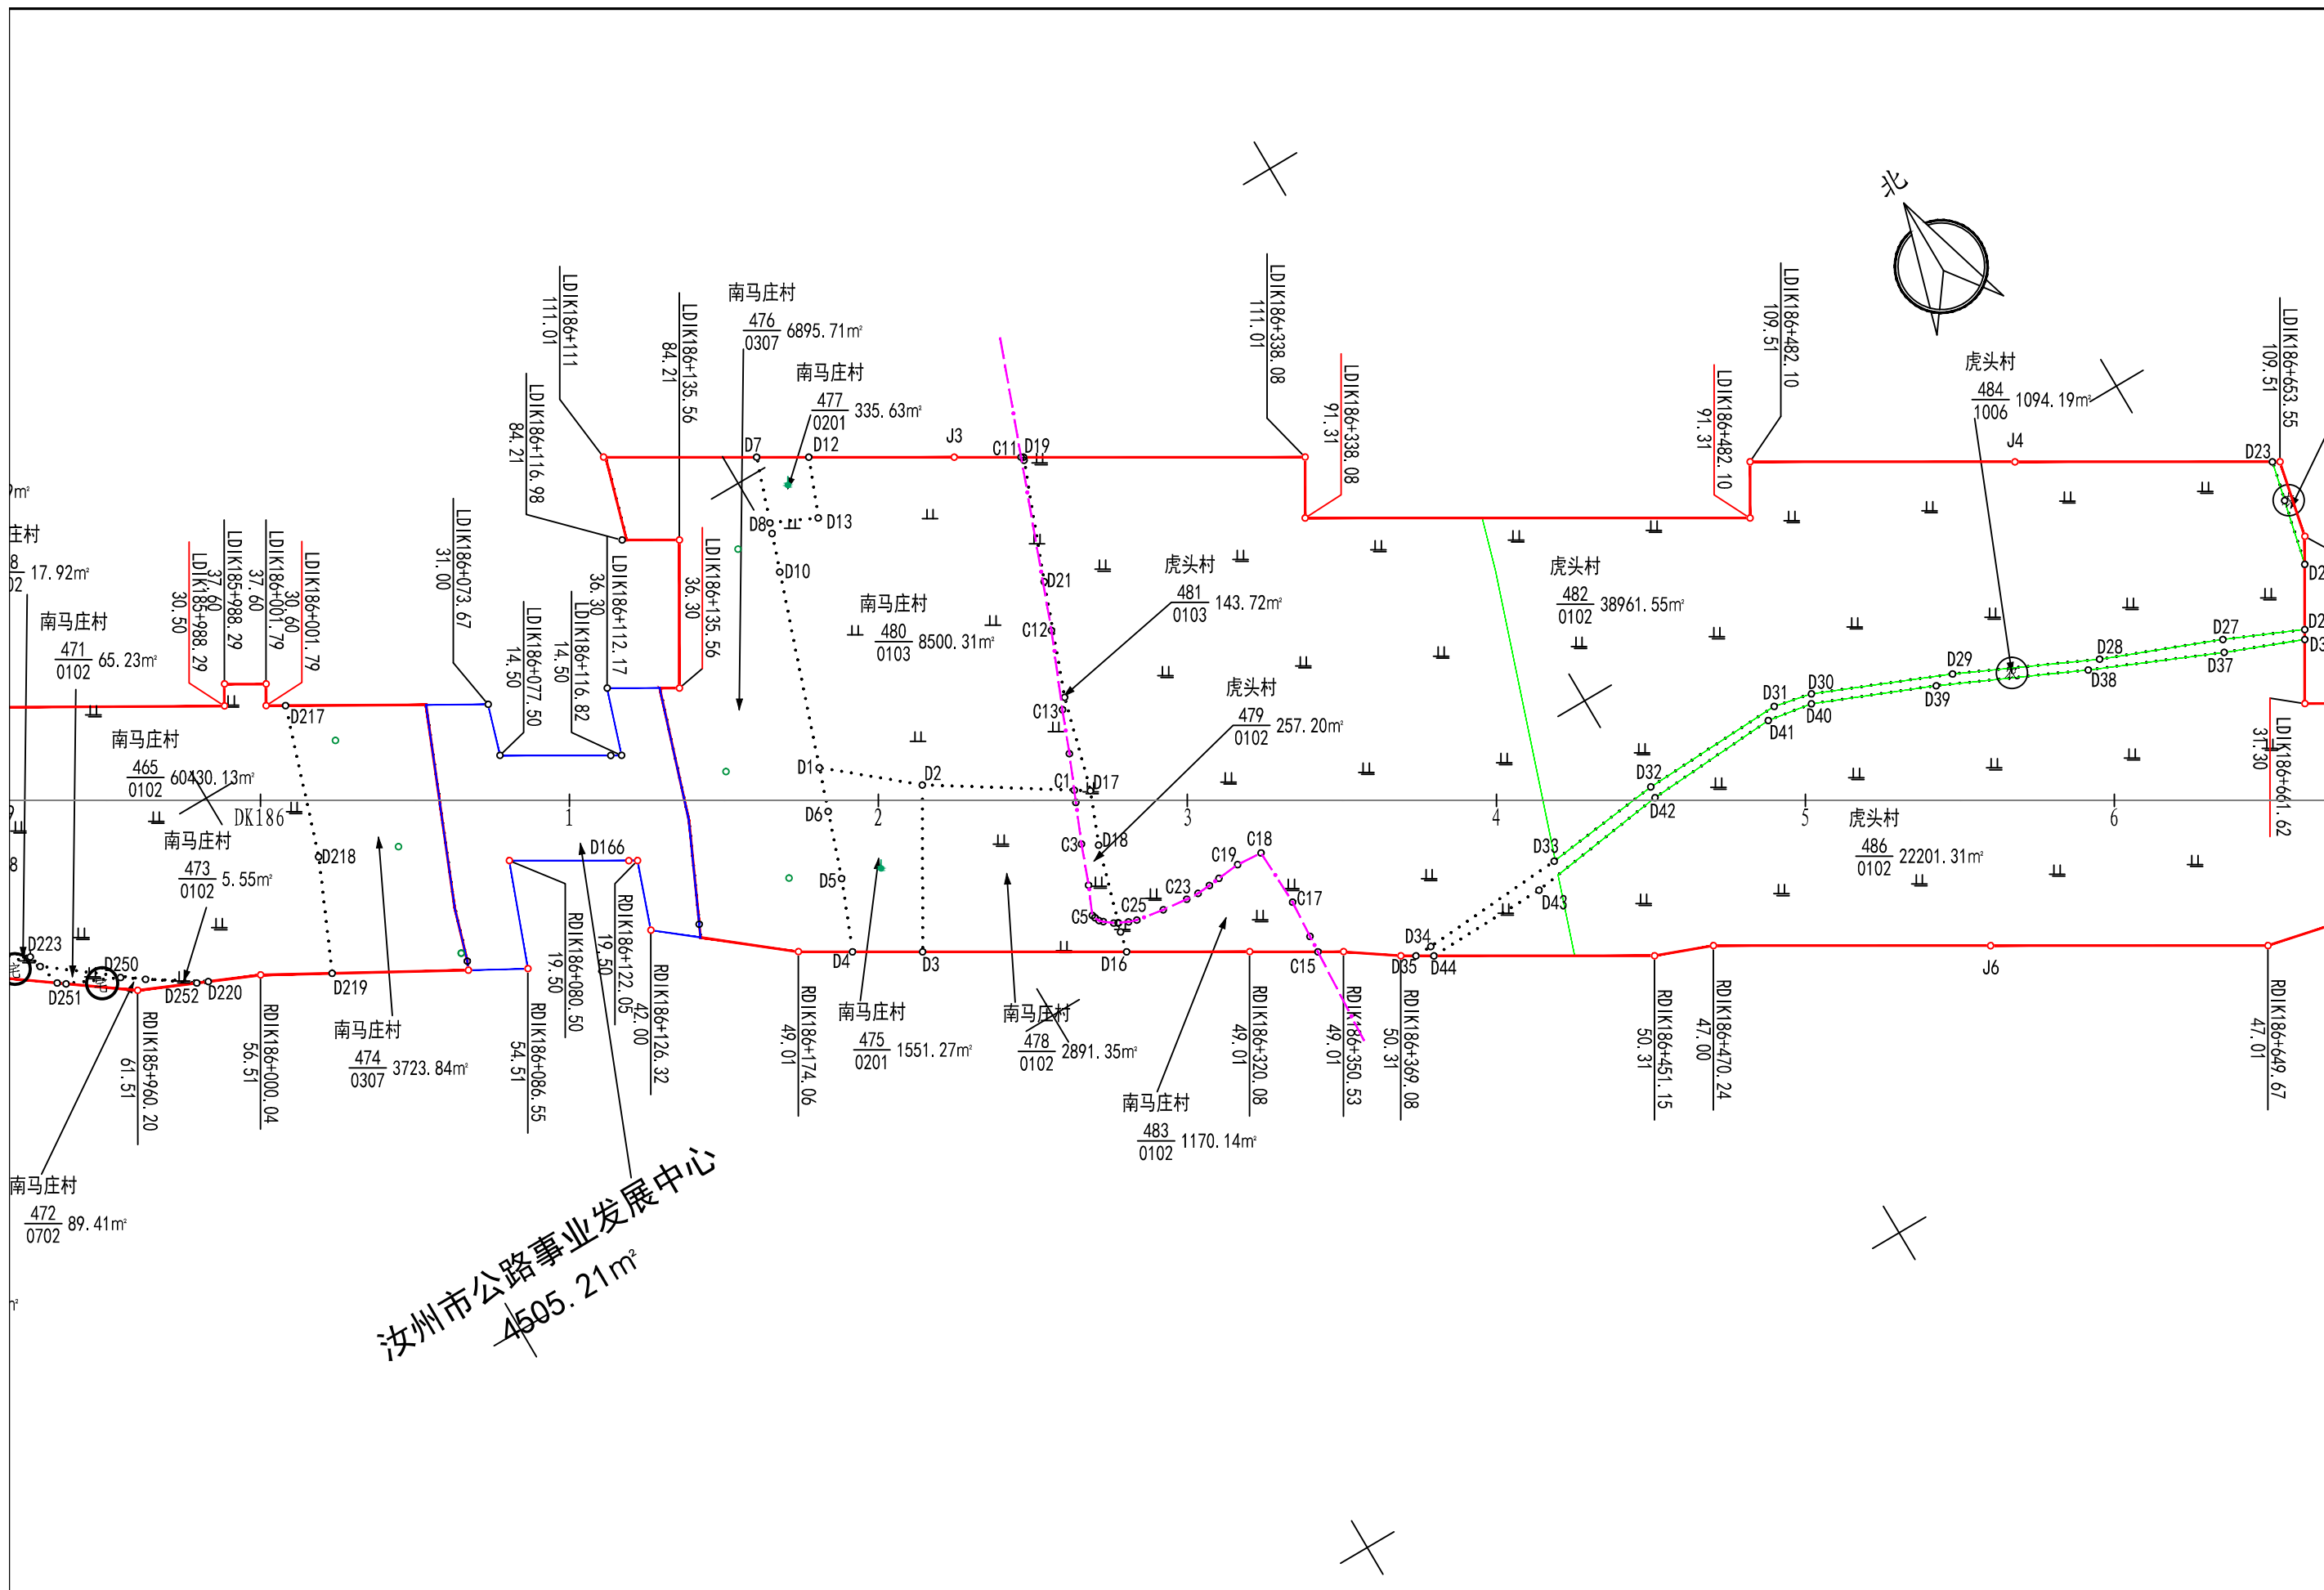 北
虎头村
484
1006
1094.19㎡
LDIK186+653.55
109.51
LDIK186+482.10
109.51
LDIK186+482.10
91.31
LDIK186+338.08
111.01
LDIK186+338.08
91.31
LDIK186+111
111.01
LDIK186+135.56
84.21
LDIK186+116.98
84.21
南马庄村
476
0307
6895.71㎡
南马庄村
477
0201
335.63㎡
D7
D12
J3
C11
D19
J4
D23
D8
D13
D10
D21
C12
C13
庄村
17.92㎡
南马庄村
471
0102
65.23㎡
LDIK185+988.29
30.50
LDIK185+988.29
37.60
LDIK186+001.79
37.60
LDIK186+001.79
30.60
LDIK186+073.67
31.00
LDIK186+077.50
14.50
LDIK186+116.82
14.50
LDIK186+112.17
36.30
LDIK186+135.56
36.30
南马庄村
480
0103
8500.31㎡
虎头村
481
0103
143.72㎡
虎头村
479
0102
257.20㎡
虎头村
482
0102
38961.55㎡
D27
D28
D29
D30
D31
D37
D38
D39
D40
D41
D32
D42
D33
D43
LDIK186+661.62
31.30
南马庄村
465
0102
60430.13㎡
D217
南马庄村
473
0102
5.55㎡
DK186
1
2
3
4
5
6
D218
D166
D1
D2
D6
D5
C1
D17
C3
D18
C5
C25
C23
C19
C18
C17
虎头村
486
0102
22201.31㎡
D223
D250
D251
D252
D220
D219
D4
D3
D16
C15
D34
D35
D44
J6
RDIK185+960.20
61.51
RDIK186+000.04
56.51
南马庄村
474
0307
3723.84㎡
RDIK186+086.55
54.51
RDIK186+080.50
19.50
RDIK186+122.05
19.50
RDIK186+126.32
42.00
RDIK186+174.06
49.01
南马庄村
475
0201
1551.27㎡
南马庄村
478
0102
2891.35㎡
南马庄村
483
0102
1170.14㎡
RDIK186+320.08
49.01
RDIK186+350.53
49.01
RDIK186+369.08
50.31
RDIK186+451.15
50.31
RDIK186+470.24
47.00
RDIK186+649.67
47.01
南马庄村
472
0702
89.41㎡
汝州市公路事业发展中心
4505.21㎡